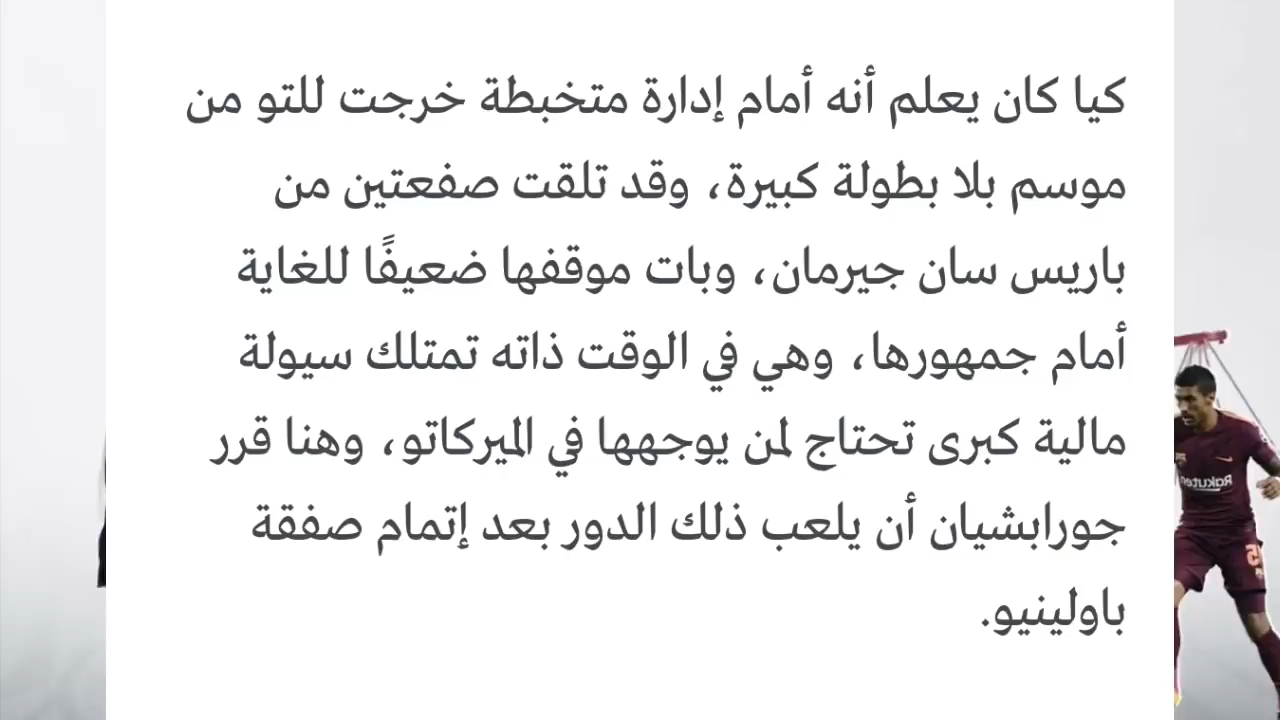 كيا كان يعلم أنه أمام إدارة متخبطة خرجت للتو من
موسم بلا بطولة كبيرة، وقد تلقت صفعتين من
باريس سان جيرمان، وبات موقفها ضعيفًا للغاية
أمام جمهورها، وهي في الوقت ذاته تمتلك سيولة
مالية كبرى تحتاج لمن يوجهها في الميركاتو، وهنا قرر
جورابشيان أن يلعب ذلك الدور بعد إتمام صفقة
باولينيو.
Rakuten